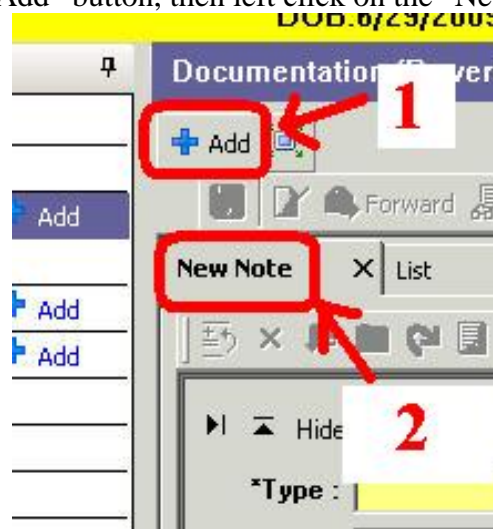 Add" button, then left click on the "Ne
DOB:6/29/2009
Documentation
1
Add
Add
Forward
New Note
List
Add
Add
Hide
2
*Type :